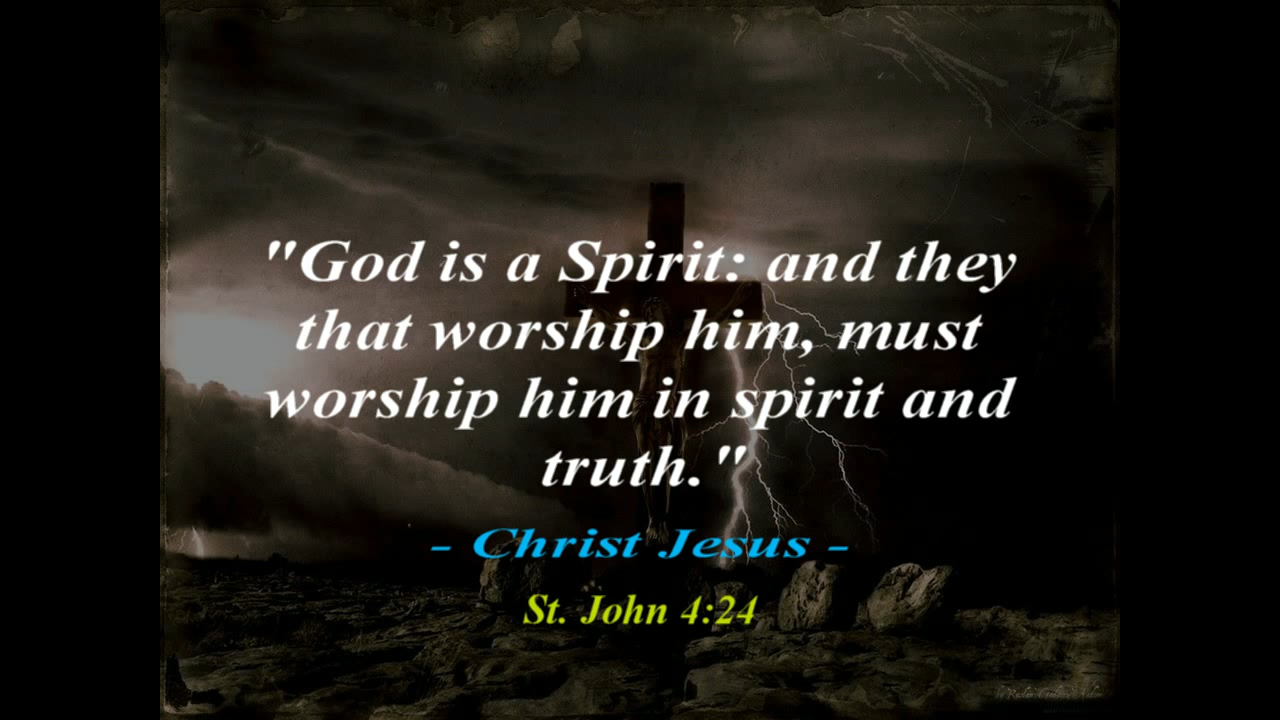 "God is a Spirit: and they
that worship him, must
worship him in spirit and
truth."
- Christ Jesus -
St. John 4:24